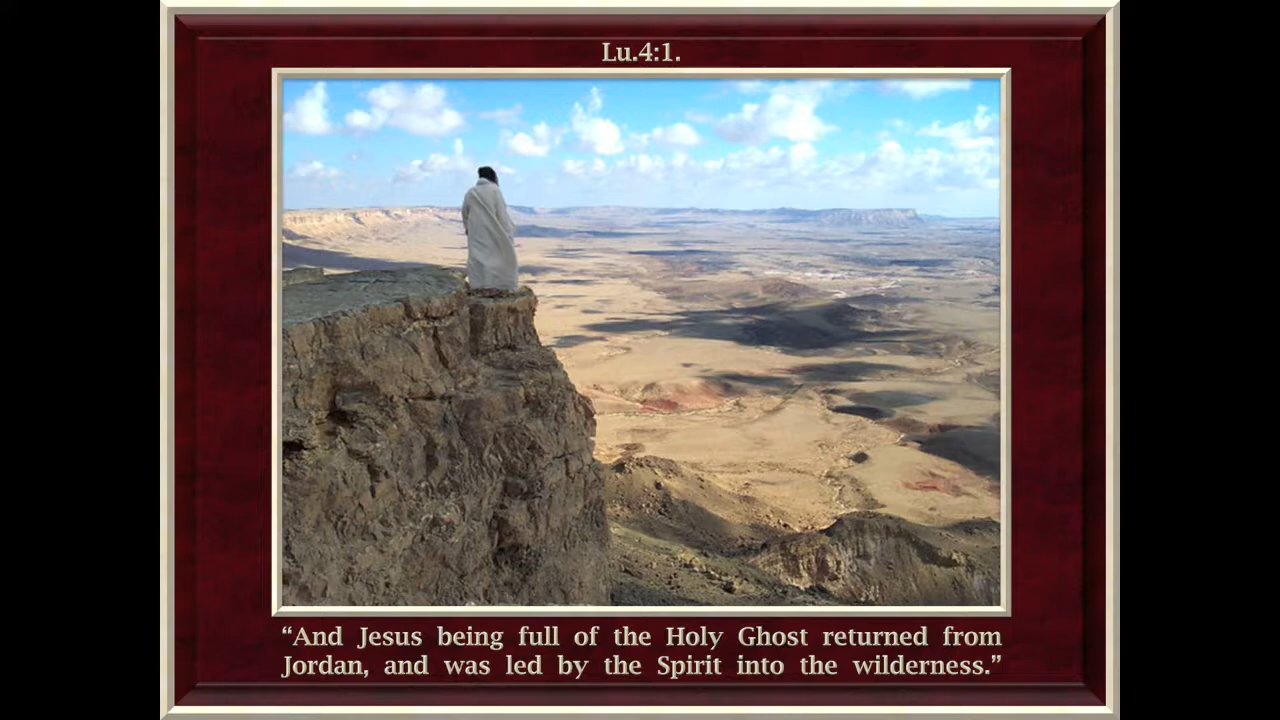 Lu.4:1.
“And Jesus being full of the Holy Ghost returned from
Jordan, and was led by the Spirit into the wilderness.”